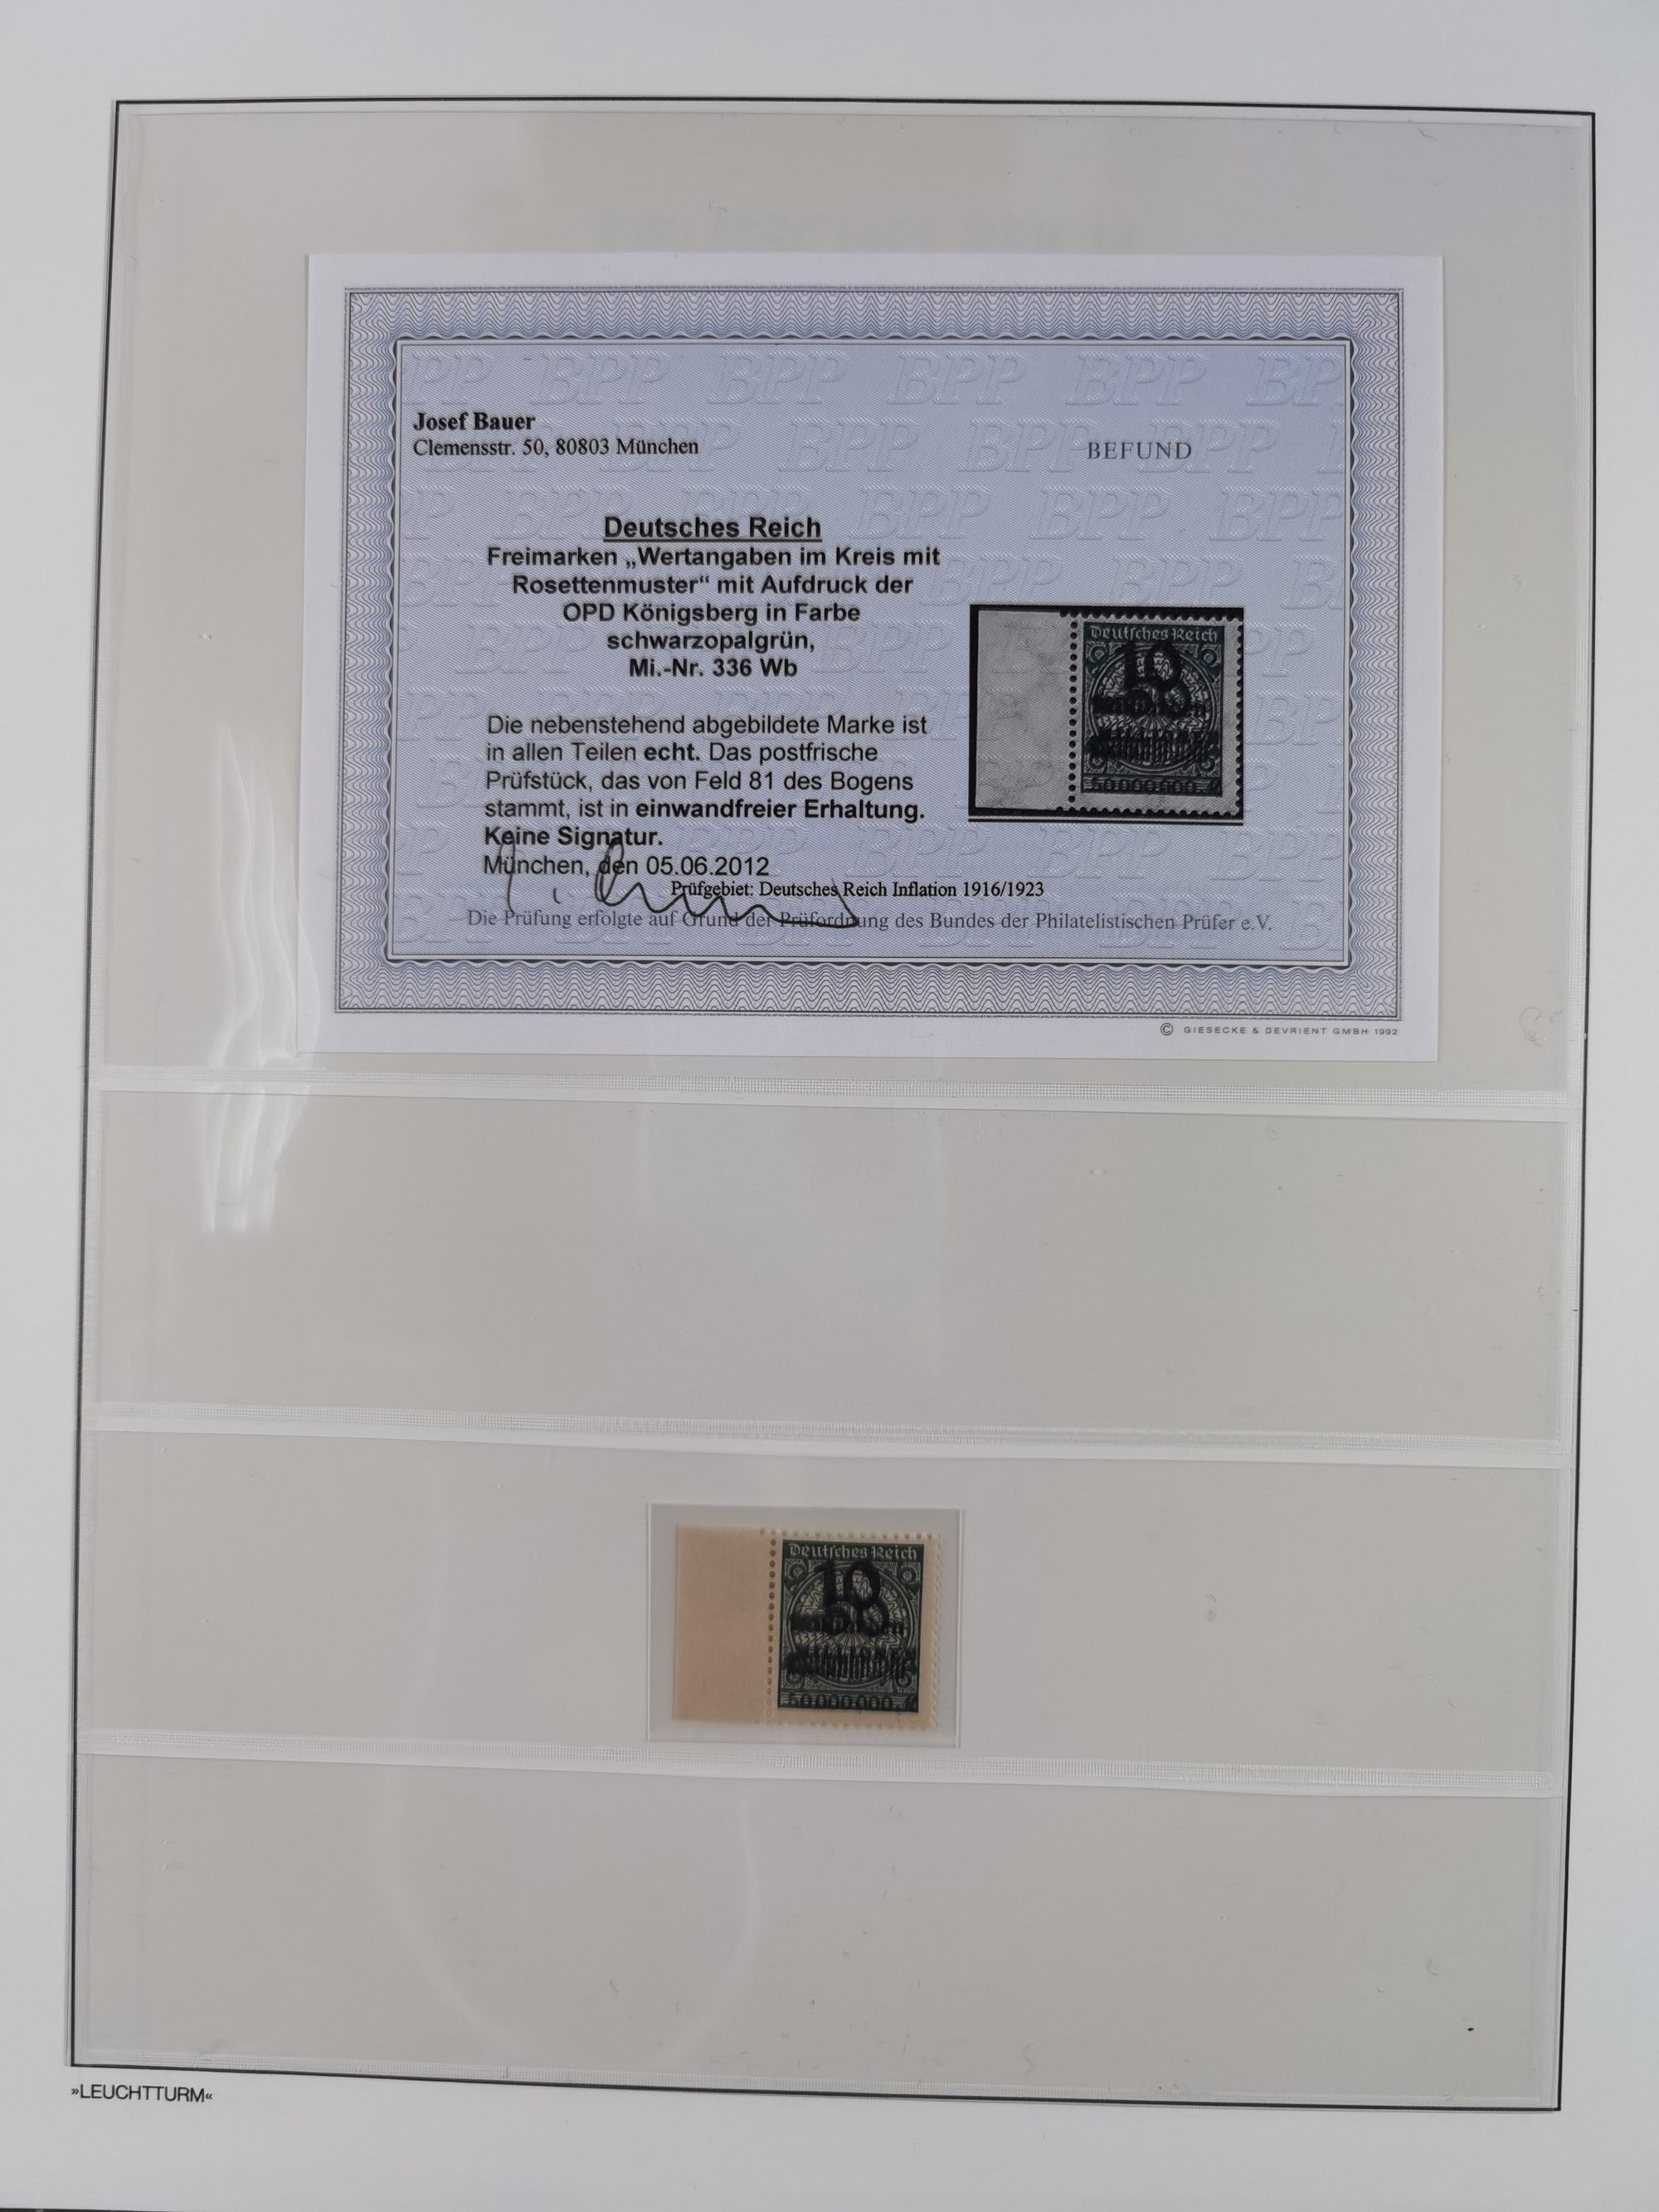 Josef Bauer
Clemensstr. 50, 80803 München
BEFUND
Deutsches Reich
Freimarken „Wertangaben im Kreis mit
Rosettenmuster“ mit Aufdruck der
OPD Königsberg in Farbe
schwarzopalgrün,
Mi.-Nr. 336 Wb
Die nebenstehend abgebildete Marke ist
in allen Teilen echt. Das postfrische
Prüfstück, das von Feld 81 des Bogens
stammt, ist in einwandfreier Erhaltung.
Keine Signatur.
München, den 05.06.2012
Prüfgebiet: Deutsches Reich Inflation 1916/1923
Die Prüfung erfolgte auf Grund der Prüfordnung des Bundes der Philatelistischen Prüfer e.V.
Deutsches Reich
10
© GIESECKE & DEVRIENT GMBH 1992
Deutsches Reich
10
»LEUCHTTURM«